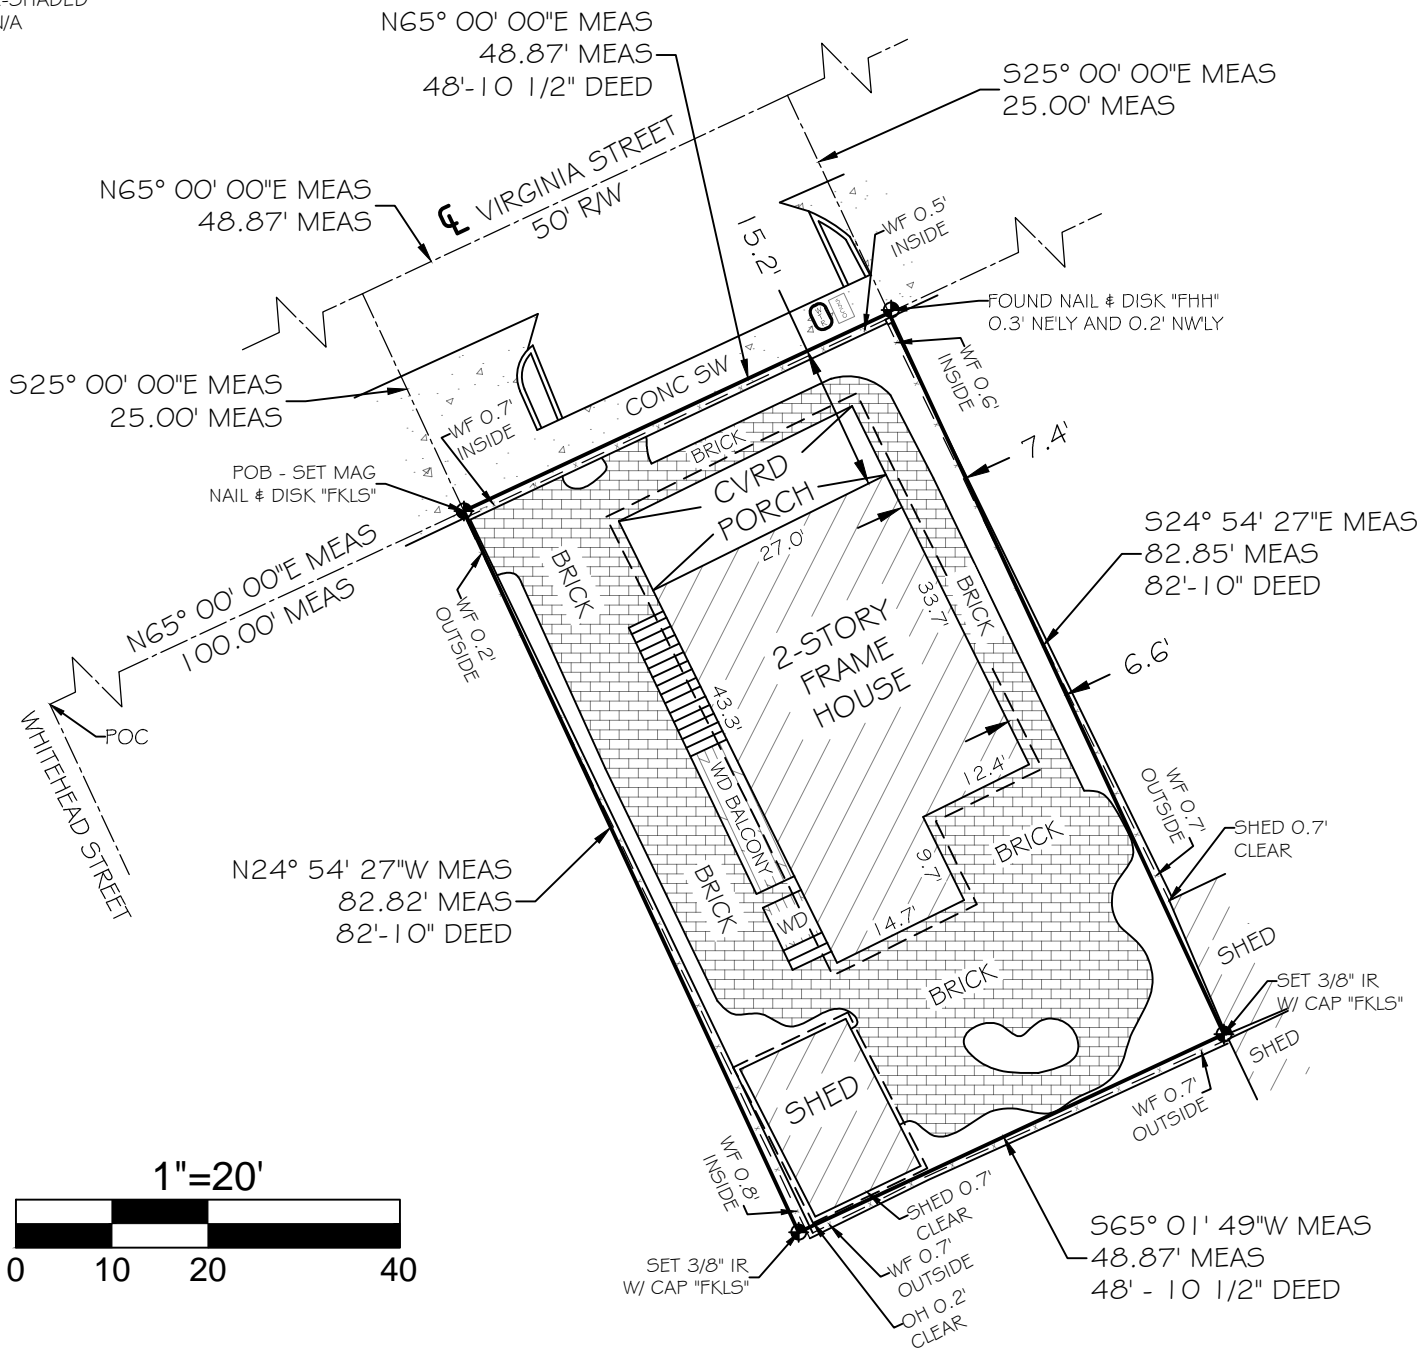 N/A
N65° 00' 00"E MEAS
48.87' MEAS
48'-10 1/2" DEED
S25° 00' 00"E MEAS
25.00' MEAS
N65° 00' 00"E MEAS
48.87' MEAS
℄ VIRGINIA STREET
50' R/W
15.2'
WF 0.5'
INSIDE
FOUND NAIL & DISK "FHH"
0.3' NE'LY AND 0.2' NW'LY
S25° 00' 00"E MEAS
25.00' MEAS
CONC SW
WF 0.6'
INSIDE
WF 0.7'
INSIDE
7.4'
POB - SET MAG
NAIL & DISK "FKLS"
BRICK
CVRD
PORCH
27.0'
S24° 54' 27"E MEAS
82.85' MEAS
82'-10" DEED
N65° 00' 00"E MEAS
100.00' MEAS
BRICK
WF 0.2'
OUTSIDE
BRICK
33.7'
2-STORY
FRAME
HOUSE
6.6'
POC
WHITEHEAD STREET
43.3'
WD BALCONY
12.4'
WF 0.7'
OUTSIDE
SHED 0.7'
CLEAR
BRICK
9.7'
N24° 54' 27"W MEAS
82.82' MEAS
82'-10" DEED
BRICK
WD
14.7'
SHED
BRICK
SET 3/8" IR
W/ CAP "FKLS"
SHED
SHED
WF 0.7'
OUTSIDE
WF 0.8'
INSIDE
1"=20'
0 10 20 40
SHED 0.7'
CLEAR
WF 0.7'
OUTSIDE
OH 0.2'
CLEAR
SET 3/8" IR
W/ CAP "FKLS"
S65° 01' 49"W MEAS
48.87' MEAS
48' - 10 1/2" DEED